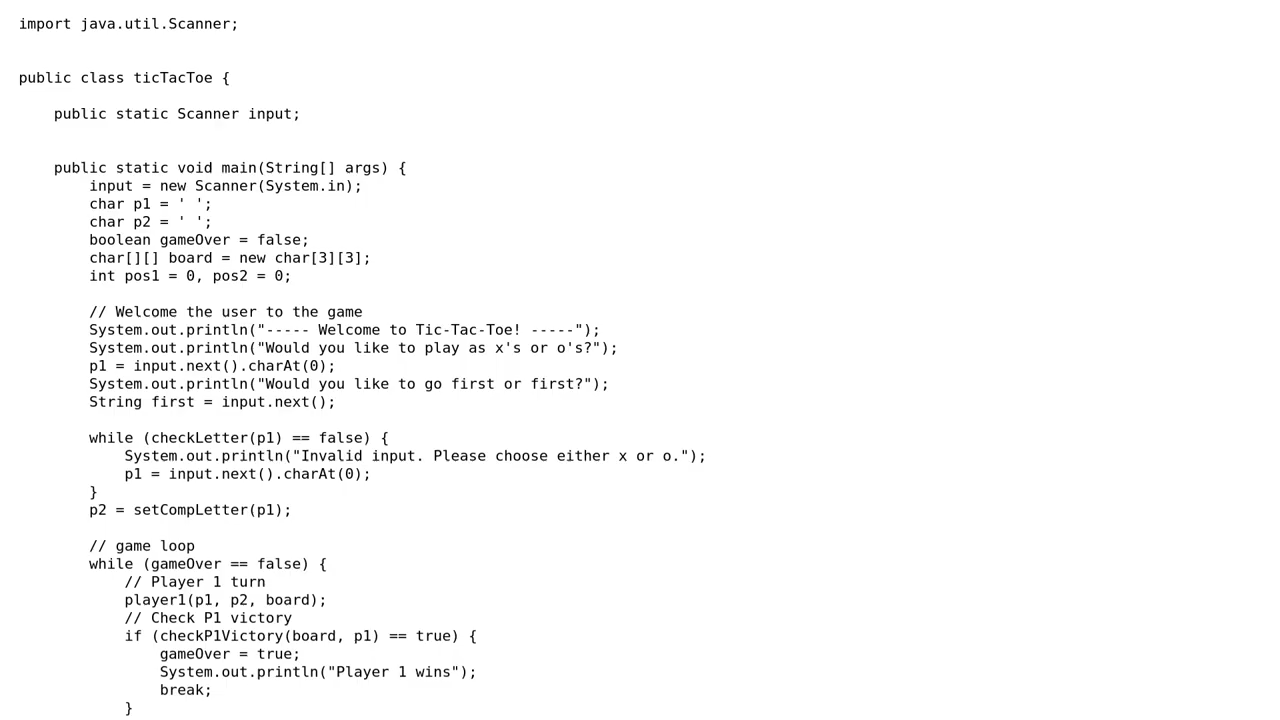 import java.util.Scanner;
public class ticTacToe {
    public static Scanner input;
    public static void main(String[] args) {
        input = new Scanner(System.in);
        char p1 = ' ';
        char p2 = ' ';
        boolean gameOver = false;
        char[][] board = new char[3][3];
        int pos1 = 0, pos2 = 0;
        // Welcome the user to the game
        System.out.println("----- Welcome to Tic-Tac-Toe! -----");
        System.out.println("Would you like to play as x's or o's?");
        p1 = input.next().charAt(0);
        System.out.println("Would you like to go first or first?");
        String first = input.next();
        while (checkLetter(p1) == false) {
            System.out.println("Invalid input. Please choose either x or o.");
            p1 = input.next().charAt(0);
        }
        p2 = setCompLetter(p1);
        // game loop
        while (gameOver == false) {
            // Player 1 turn
            player1(p1, p2, board);
            // Check P1 victory
            if (checkP1Victory(board, p1) == true) {
                gameOver = true;
                System.out.println("Player 1 wins");
                break;
            }